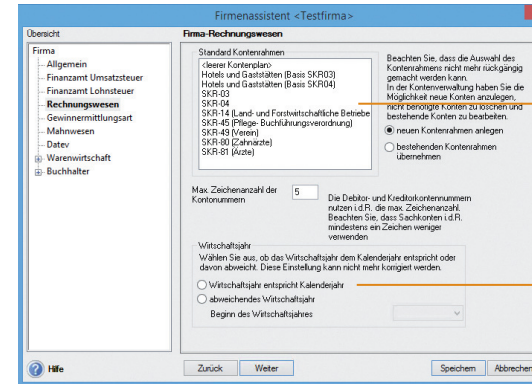 Firmenassistent <Testfirma>
Übersicht
Firma-Rechnungswesen
Firma
Allgemein
Finanzamt Umsatzsteuer
Finanzamt Lohnsteuer
Rechnungswesen
Gewinnermittlungsart
Mahnwesen
Datev
Warenwirtschaft
Buchhalter
Standard Kontenrahmen
<leerer Kontenplan>
Hotels und Gaststätten (Basis SKR03)
Hotels und Gaststätten (Basis SKR04)
SKR-03
SKR-04
SKR-14 (Land- und Forstwirtschaftliche Betriebe
SKR-45 (Pflege- Buchführungsverordnung)
SKR-49 (Verein)
SKR-80 (Zahnärzte)
SKR-81 (Ärzte)
Beachten Sie, dass die Auswahl des
Kontenrahmens nicht mehr rückgängig
gemacht werden kann.
In der Kontenverwaltung haben Sie die
Möglichkeit neue Konten anzulegen,
nicht benötigte Konten zu löschen und
bestehende Konten zu bearbeiten.
neuen Kontenrahmen anlegen
bestehenden Kontenrahmen
übernehmen
Max. Zeichenanzahl der
Kontonummern
5
Die Debitor- und Kreditorkontennummern
nutzen i.d.R. die max. Zeichenanzahl.
Beachten Sie, dass Sachkonten i.d.R.
mindestens ein Zeichen weniger
verwenden
Wirtschaftsjahr
Wählen Sie aus, ob das Wirtschaftsjahr dem Kalenderjahr entspricht oder
davon abweicht. Diese Einstellung kann nicht mehr korrigiert werden.
Wirtschaftsjahr entspricht Kalenderjahr
abweichendes Wirtschaftsjahr
Beginn des Wirtschaftsjahres
Hilfe
Zurück
Weiter
Speichern
Abbrechen